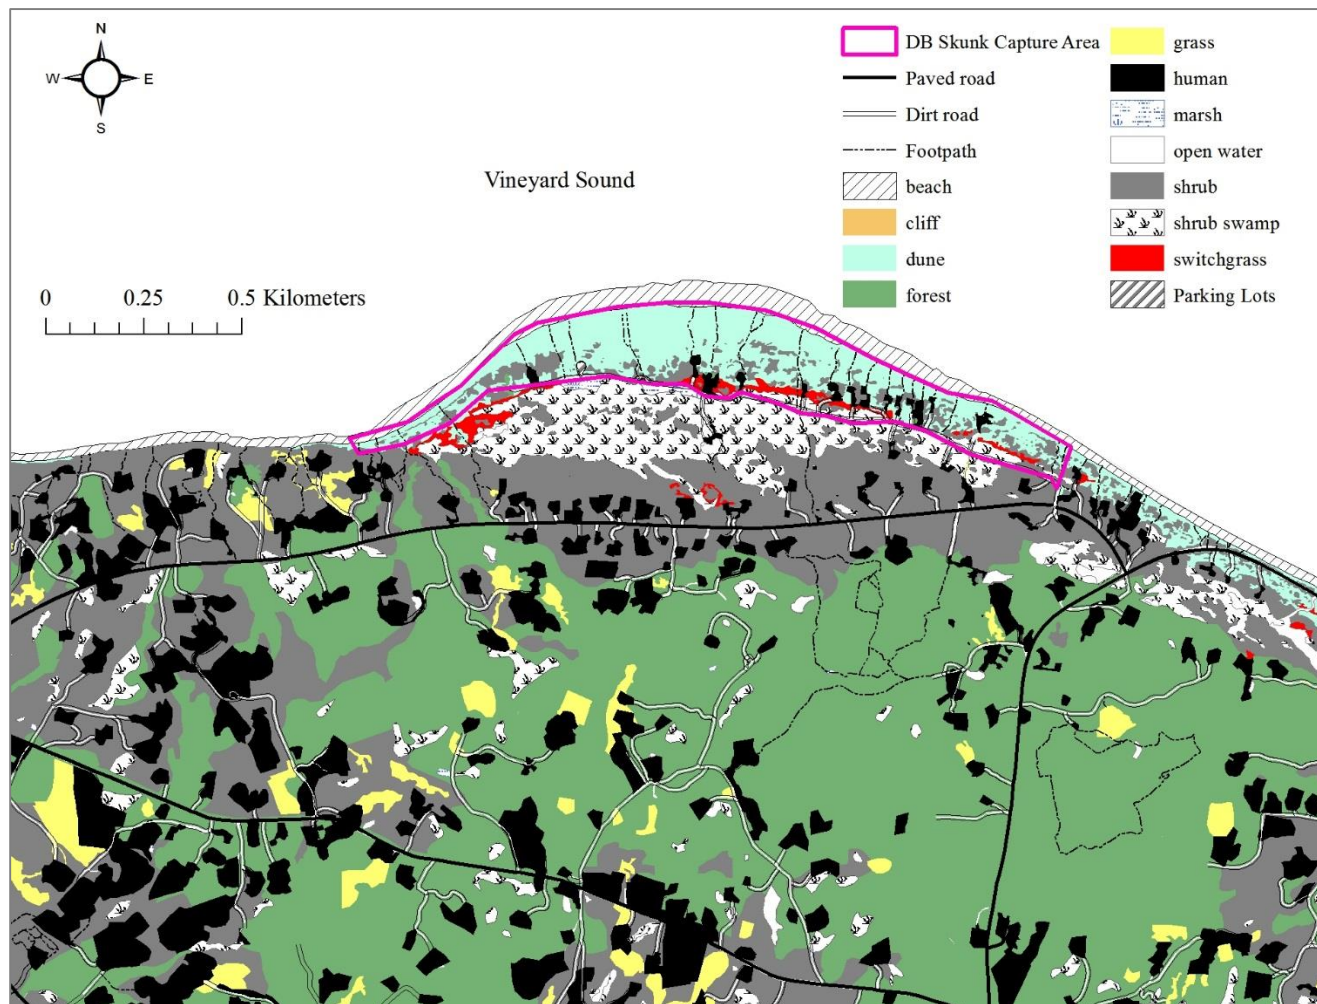 N
W E
S
Vineyard Sound
0 0.25 0.5 Kilometers
DB Skunk Capture Area
Paved road
Dirt road
Footpath
beach
cliff
dune
forest
grass
human
marsh
open water
shrub
shrub swamp
switchgrass
Parking Lots